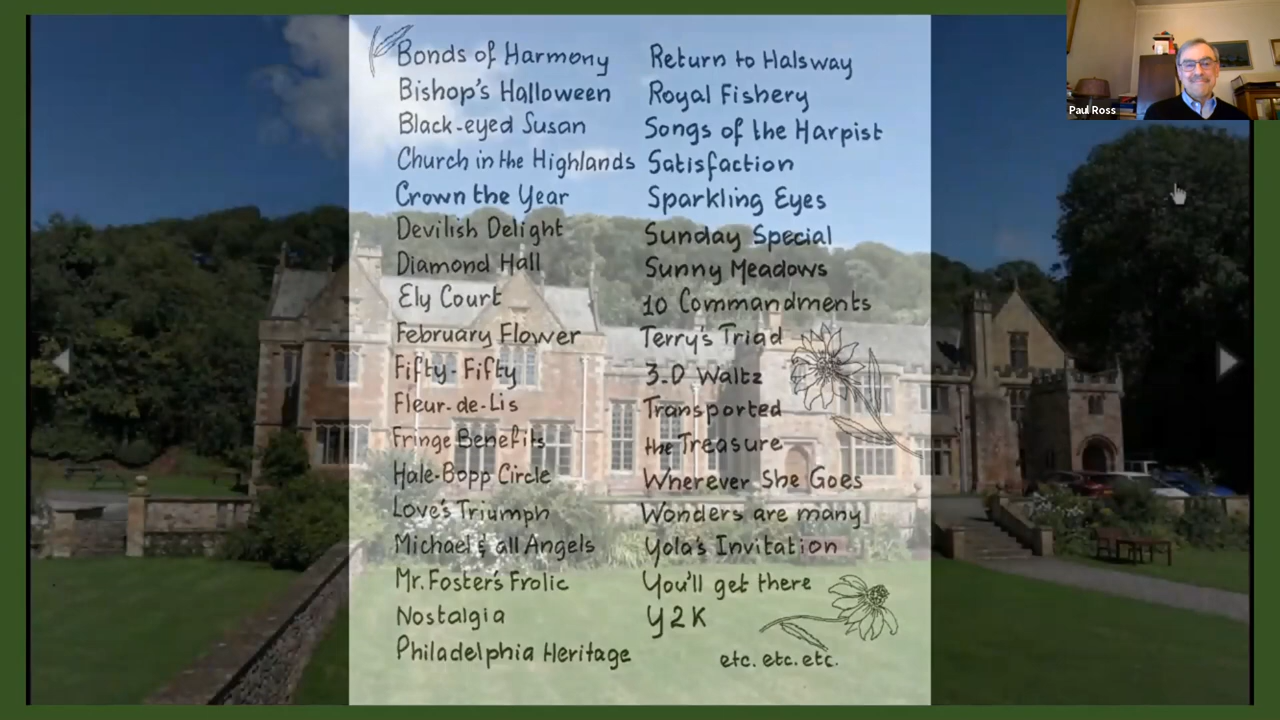 Bonds of Harmony
Bishop's Halloween
Black-eyed Susan
Church in the Highlands
Crown the Year
Devilish Delight
Diamond Hall
Ely Court
February Flower
Fifty-Fifty
Fleur-de-Lis
Fringe Benefits
Hale-Bopp Circle
Love's Triumph
Michael & all Angels
Mr. Foster's Frolic
Nostalgia
Philadelphia Heritage
Return to Halsway
Royal Fishery
Songs of the Harpist
Satisfaction
Sparkling Eyes
Sunday Special
Sunny Meadows
10 Commandments
Terry's Triad
3.D Waltz
Transported
the Treasure
Wherever She Goes
Wonders are many
Yola's Invitation
You'll get there
Y2K
etc. etc. etc.
Paul Ross